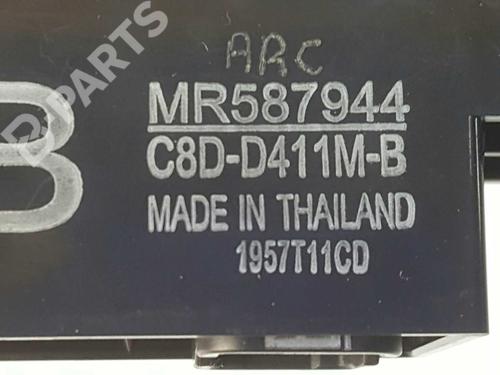 ARC
MR587944
B
C8D-D411M-B
MADE IN THAILAND
1957T11CD
B-PARTS